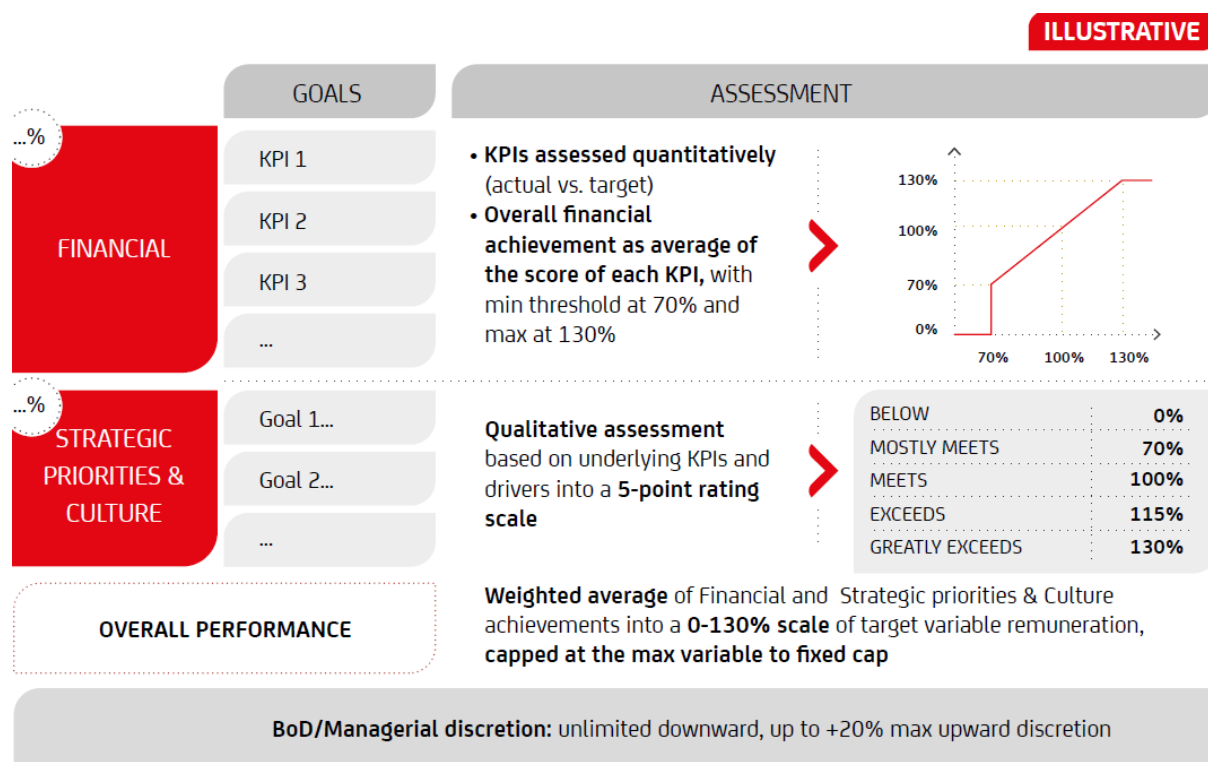 ILLUSTRATIVE
GOALS
ASSESSMENT
...%
FINANCIAL
KPI 1
KPI 2
KPI 3
...
• KPIs assessed quantitatively
(actual vs. target)
• Overall financial
achievement as average of
the score of each KPI, with
min threshold at 70% and
max at 130%
130%
100%
70%
0%
70% 100% 130%
...%
STRATEGIC
PRIORITIES &
CULTURE
Goal 1...
Goal 2...
...
Qualitative assessment
based on underlying KPIs and
drivers into a 5-point rating
scale
BELOW 0%
MOSTLY MEETS 70%
MEETS 100%
EXCEEDS 115%
GREATLY EXCEEDS 130%
OVERALL PERFORMANCE
Weighted average of Financial and Strategic priorities & Culture
achievements into a 0-130% scale of target variable remuneration,
capped at the max variable to fixed cap
BoD/Managerial discretion: unlimited downward, up to +20% max upward discretion